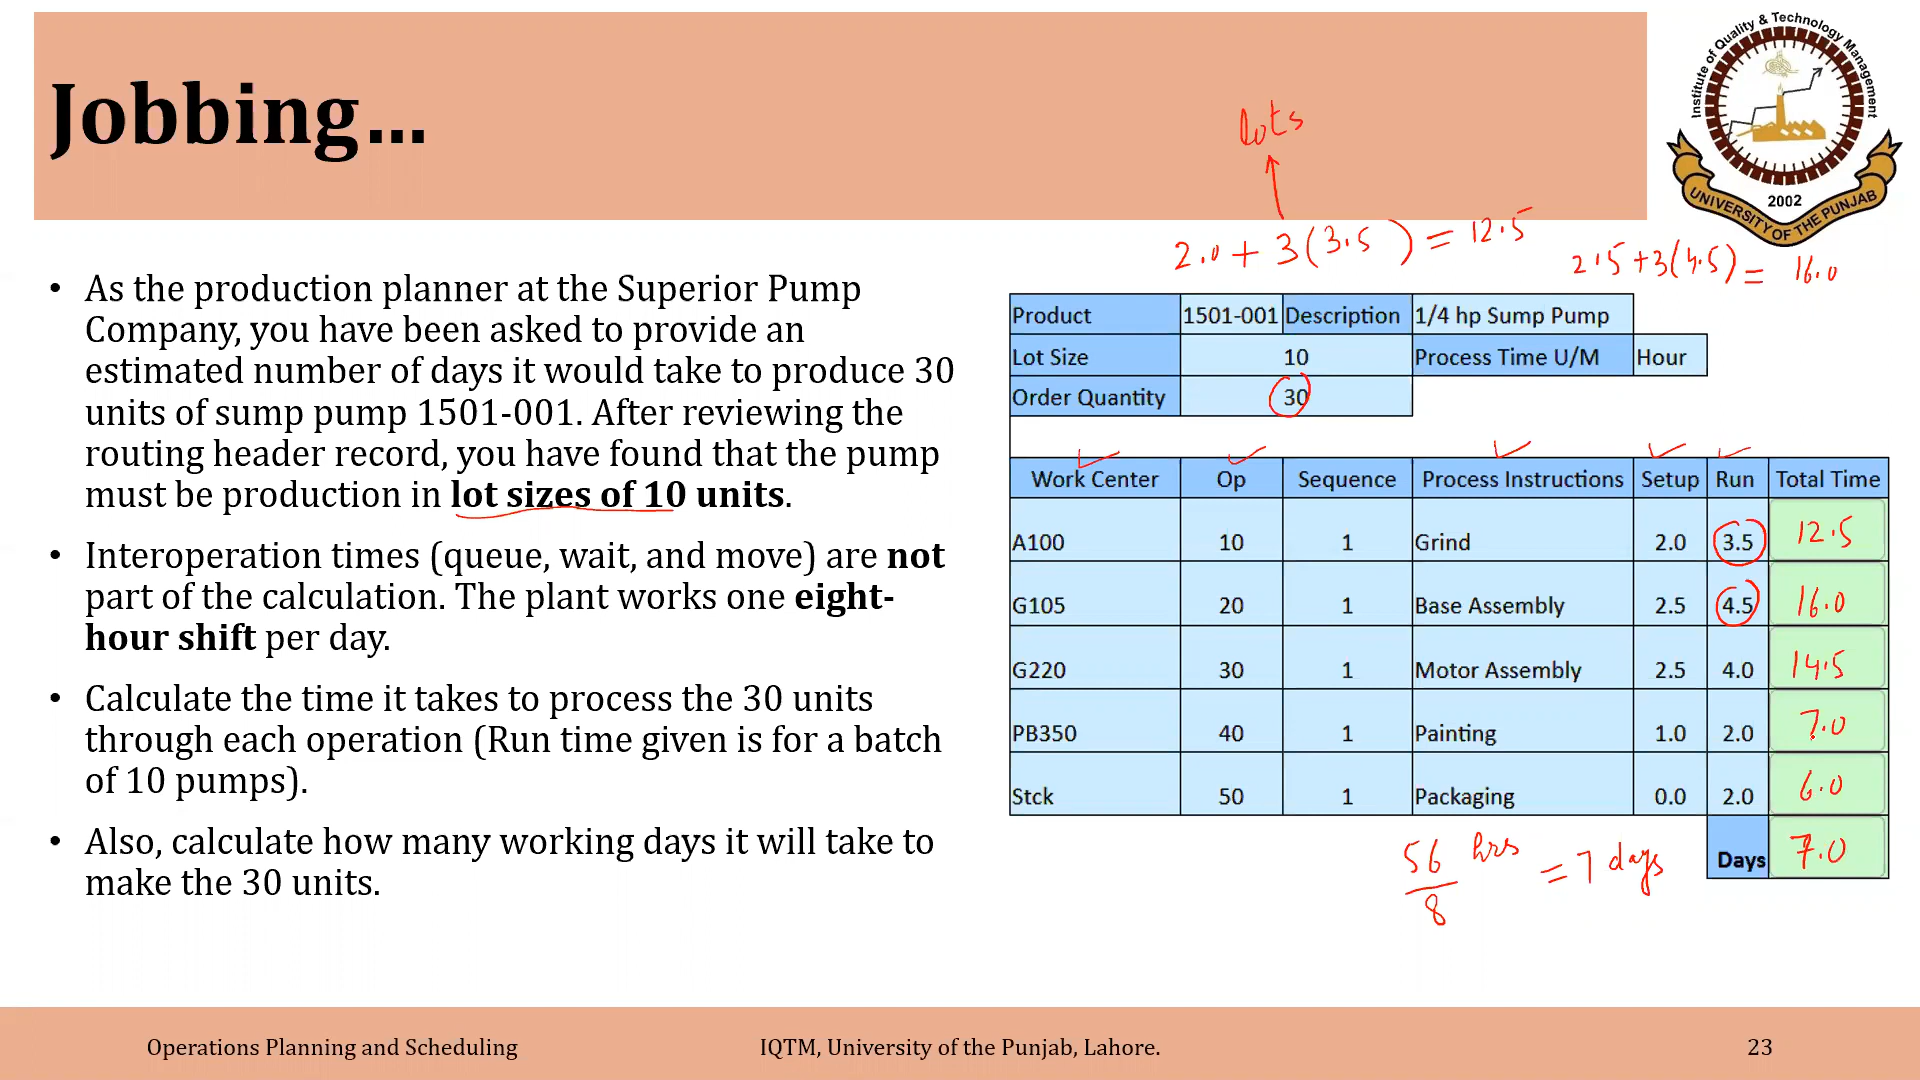 Jobbing...
Institute of Quality & Technology Management
2002
UNIVERSITY OF THE PUNJAB
lots
2.0 + 3 (3.5 ) = 12.5
2.5 + 3 (4.5) = 16.0
• As the production planner at the Superior Pump
Company, you have been asked to provide an
estimated number of days it would take to produce 30
units of sump pump 1501-001. After reviewing the
routing header record, you have found that the pump
must be production in lot sizes of 10 units.
• Interoperation times (queue, wait, and move) are not
part of the calculation. The plant works one eight-
hour shift per day.
• Calculate the time it takes to process the 30 units
through each operation (Run time given is for a batch
of 10 pumps).
• Also, calculate how many working days it will take to
make the 30 units.
Product 1501-001 Description 1/4 hp Sump Pump
Lot Size 10 Process Time U/M Hour
Order Quantity 30
Work Center Op Sequence Process Instructions Setup Run Total Time
A100 10 1 Grind 2.0 3.5 12.5
G105 20 1 Base Assembly 2.5 4.5 16.0
G220 30 1 Motor Assembly 2.5 4.0 14.5
PB350 40 1 Painting 1.0 2.0 7.0
Stck 50 1 Packaging 0.0 2.0 6.0
Days 7.0
56 hrs
8
= 7 days
Operations Planning and Scheduling IQTM, University of the Punjab, Lahore. 23